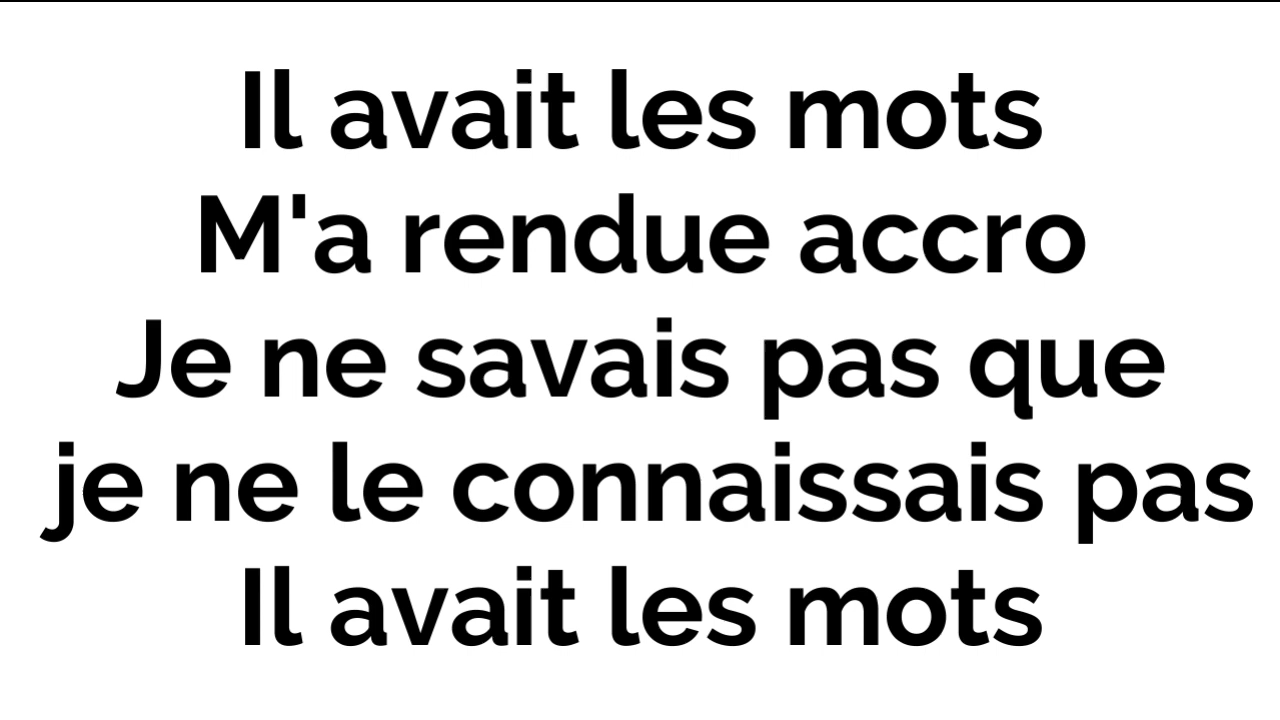 Il avait les mots
M'a rendue accro
Je ne savais pas que
je ne le connaissais pas
Il avait les mots